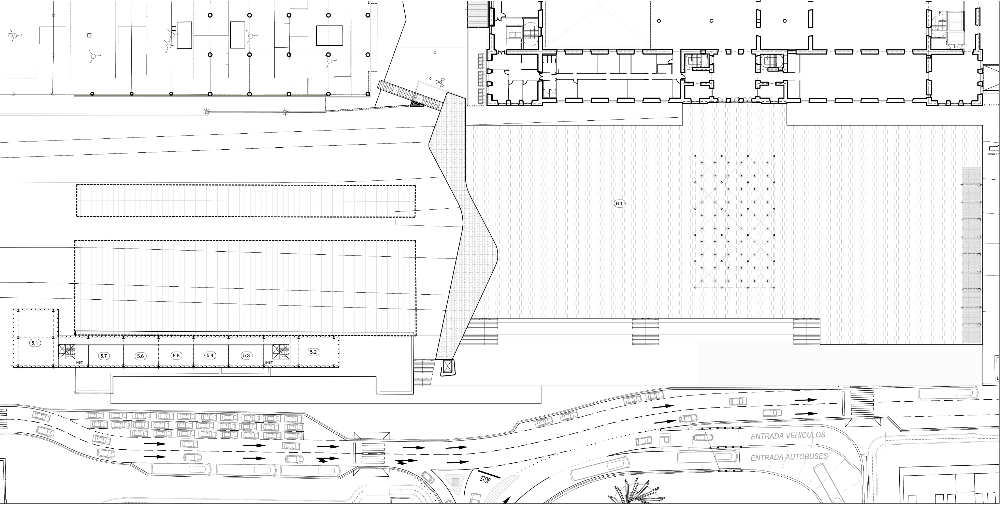 POSIBLE F
6.1
5.1
5.2
5.7
5.6
5.5
5.4
5.3
INST.
INST.
P
ENTRADA VEHICULOS
ENTRADA AUTOBUSES
STOP